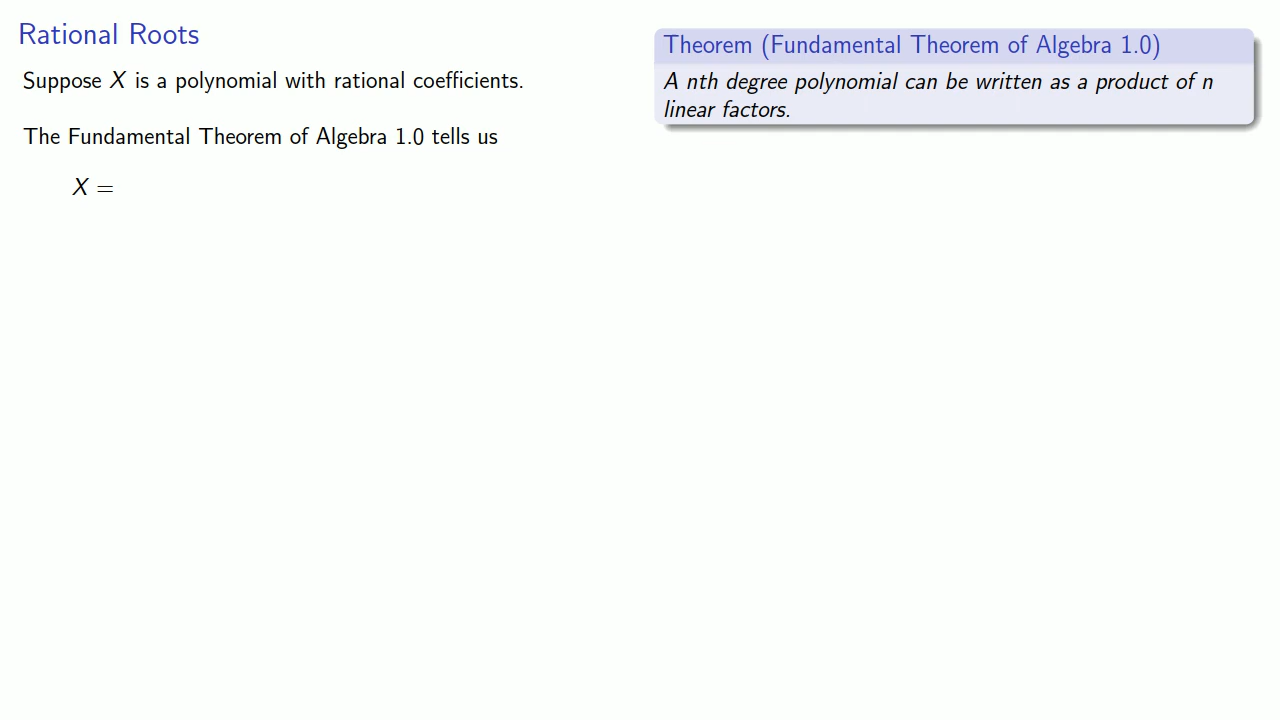 Rational Roots
Suppose X is a polynomial with rational coefficients.
The Fundamental Theorem of Algebra 1.0 tells us
X =
Theorem (Fundamental Theorem of Algebra 1.0)
A nth degree polynomial can be written as a product of n
linear factors.